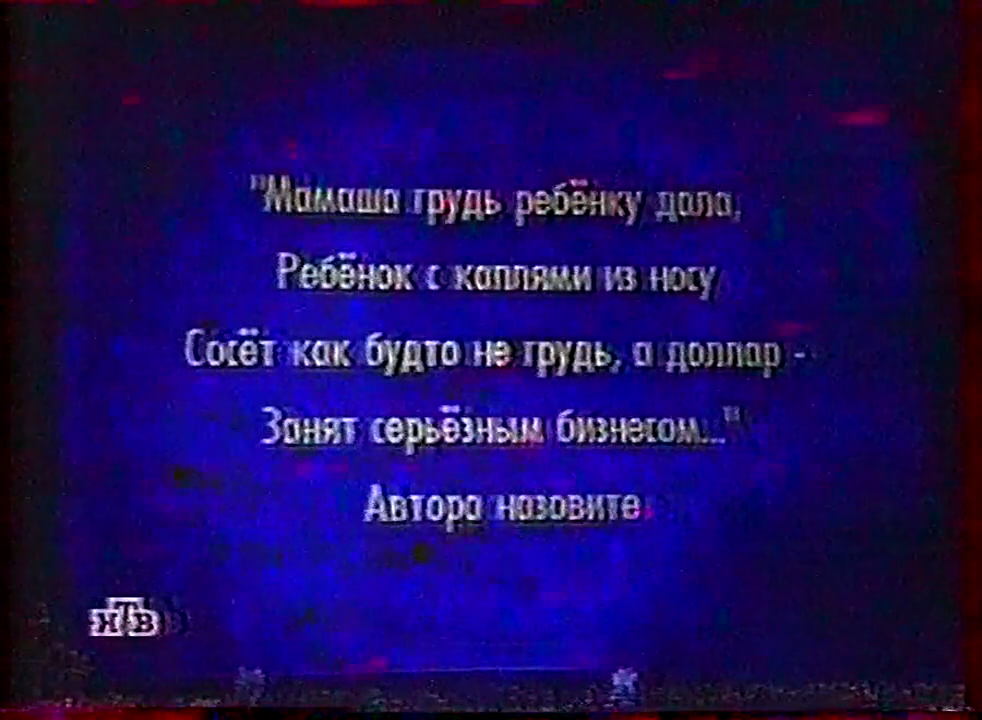 "Мамаша грудь ребёнку дала,
Ребёнок с каплями из носу
Сосёт как будто не грудь, а доллар -
Занят серьёзным бизнесом..."
Автора назовите
НТВ